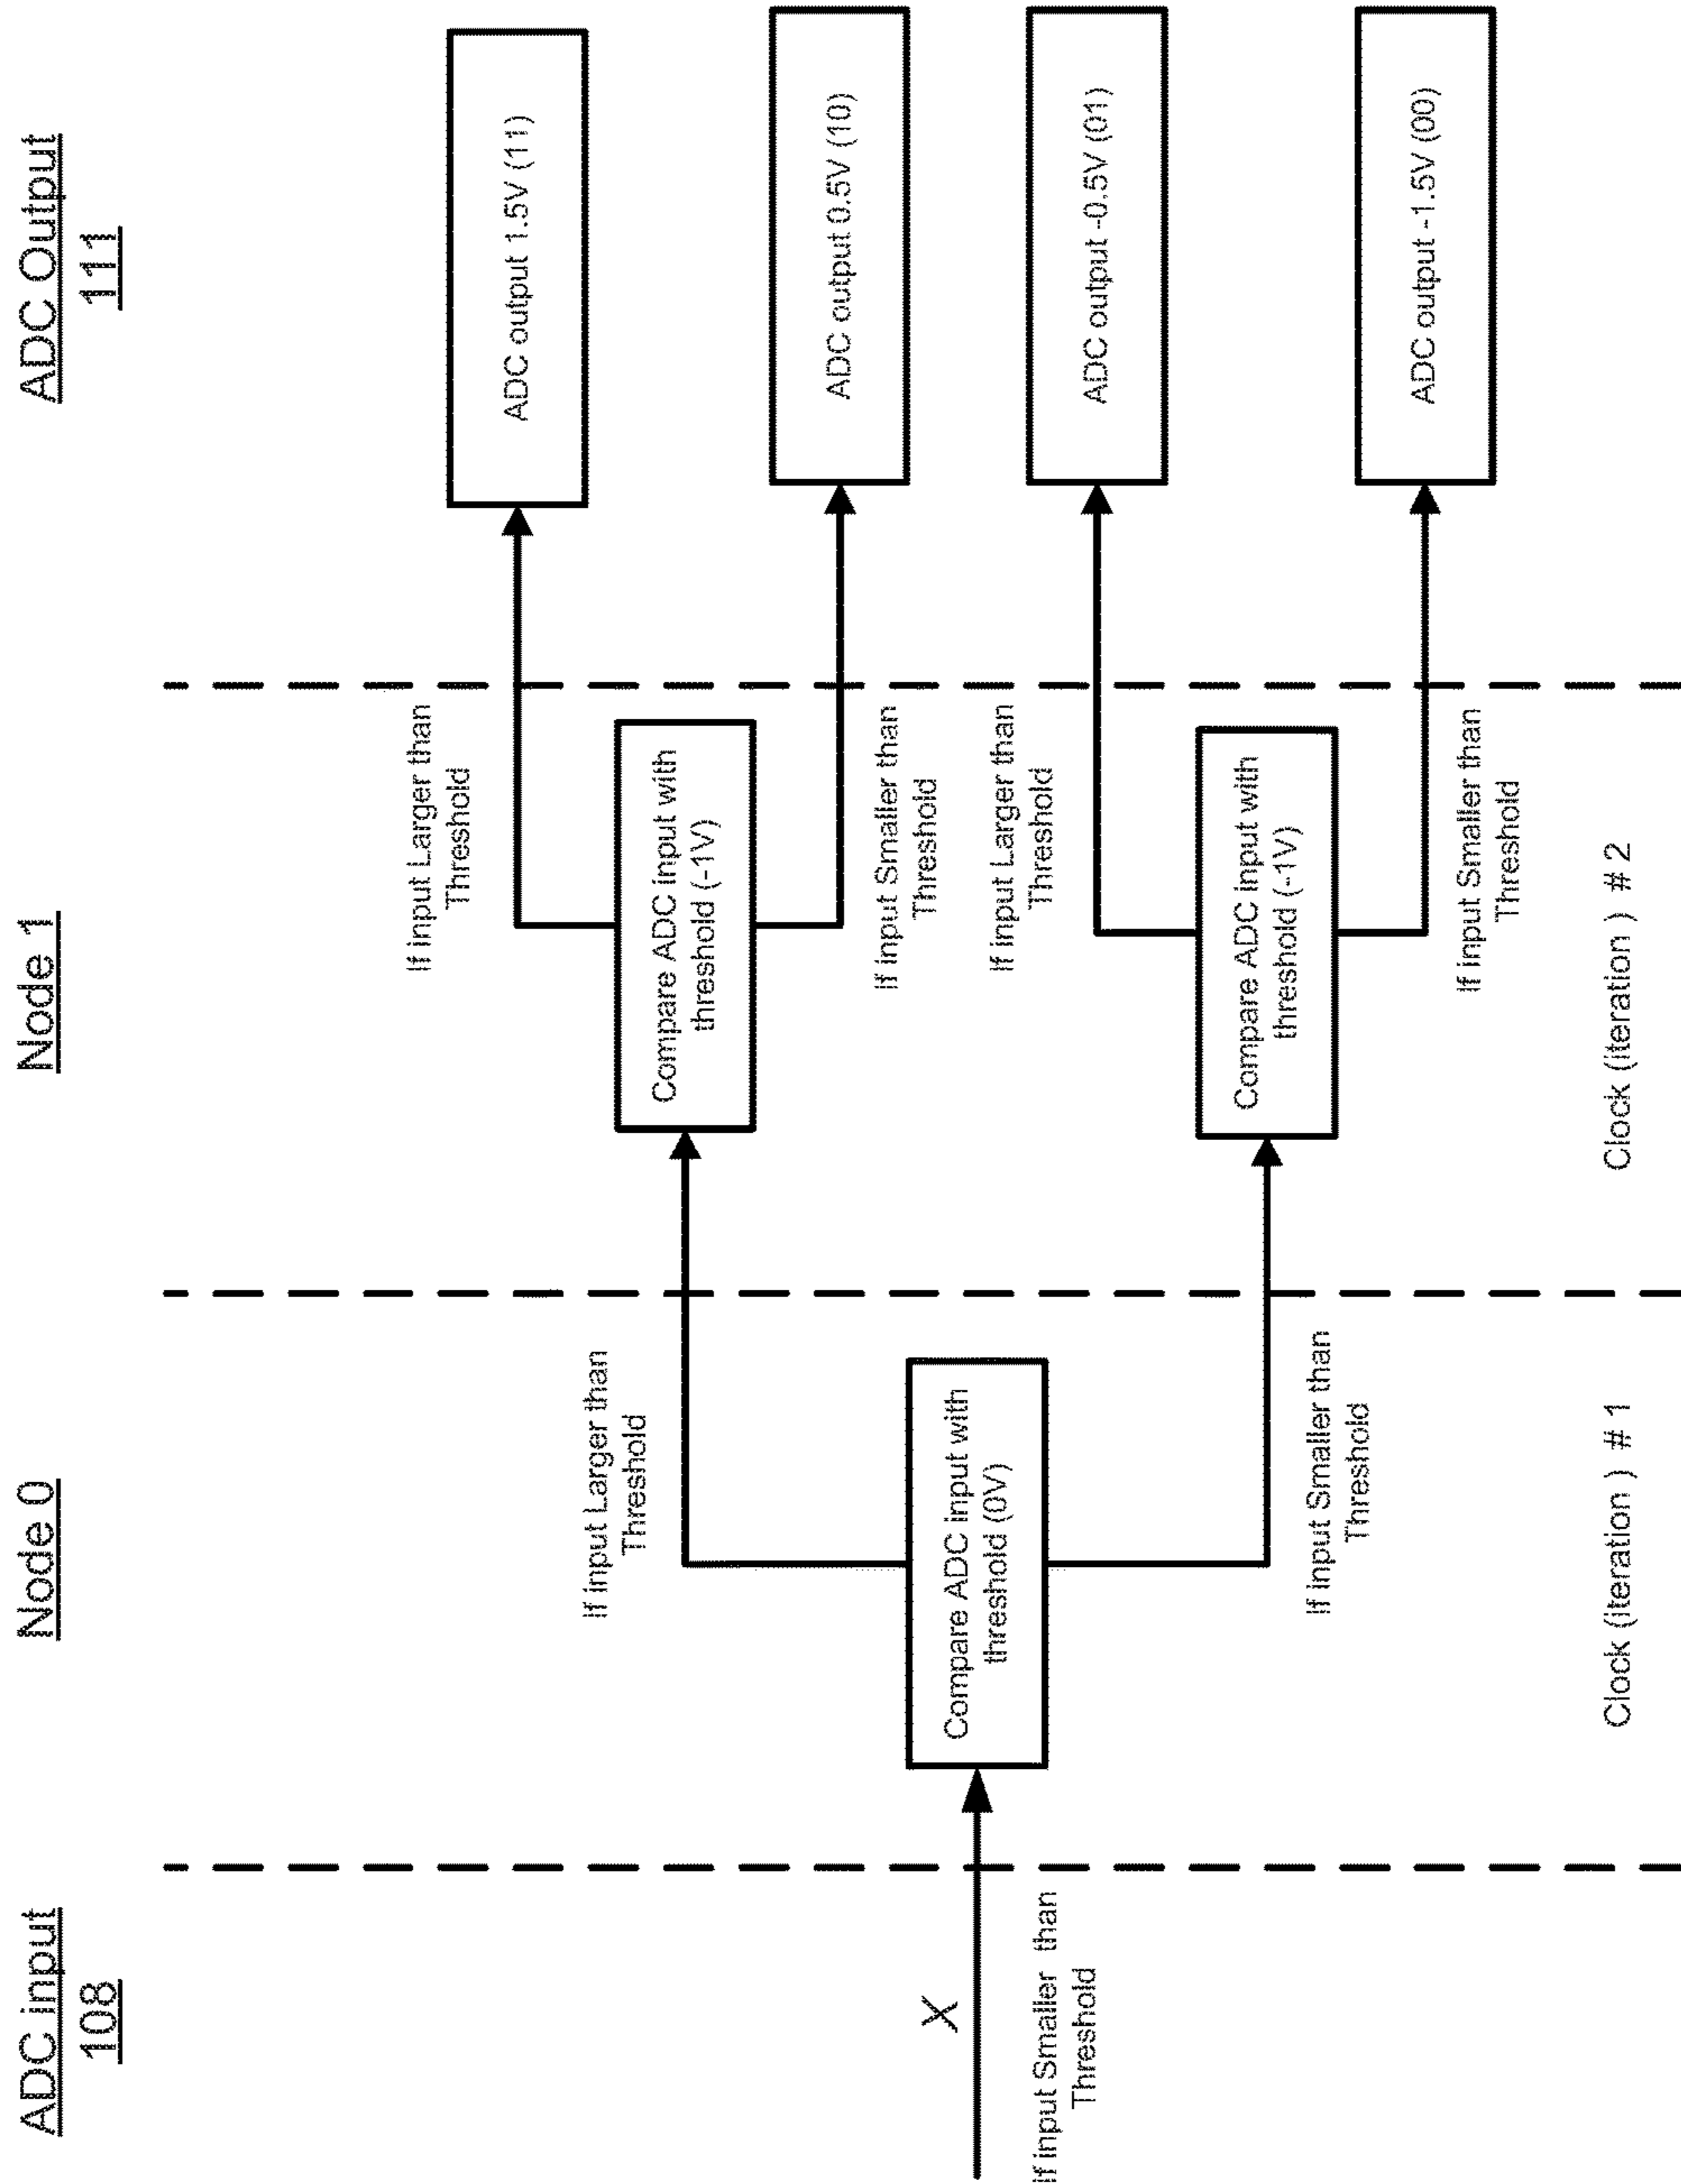 ADC input
108
Node 0
Node 1
ADC Output
111
X
If input Smaller than
Threshold
If input Larger than
Threshold
Compare ADC input with
threshold (0V)
If input Smaller than
Threshold
Clock (iteration ) # 1
If input Larger than
Threshold
Compare ADC input with
threshold (-1V)
If input Smaller than
Threshold
If input Larger than
Threshold
Compare ADC input with
threshold (-1V)
If input Smaller than
Threshold
Clock (iteration ) # 2
ADC output 1.5V (11)
ADC output 0.5V (10)
ADC output -0.5V (01)
ADC output -1.5V (00)